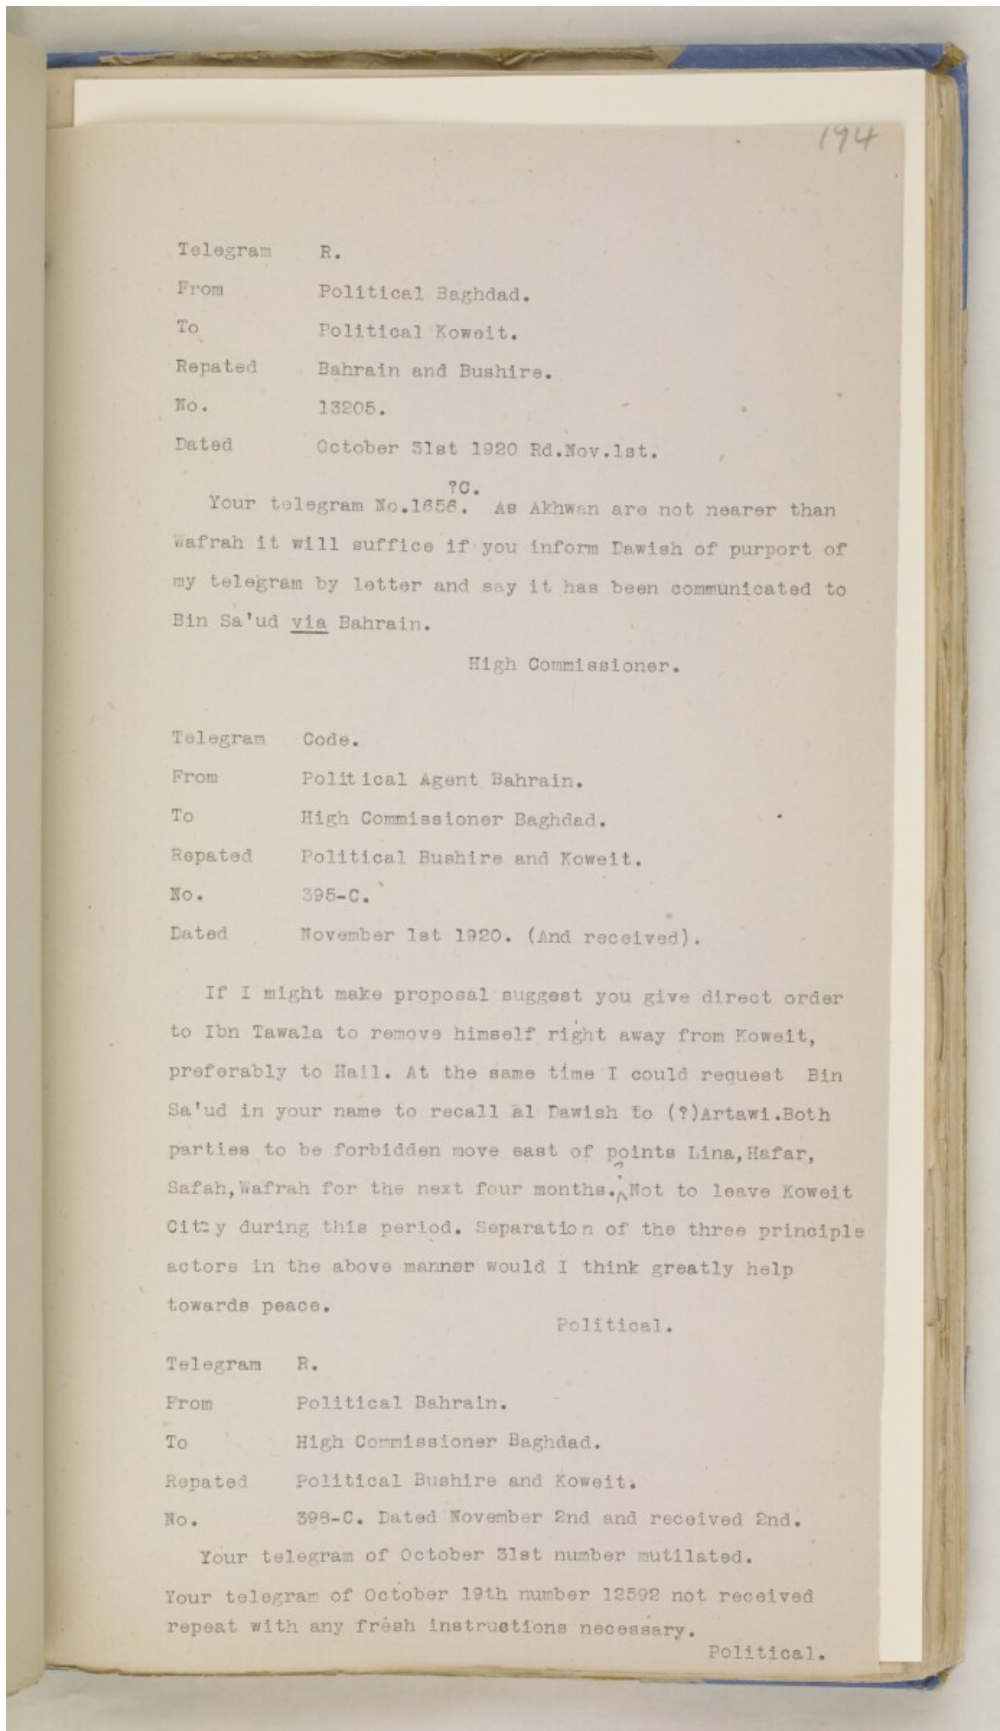 194
Telegram R.
From Political Baghdad.
To Political Koweit.
Repated Bahrain and Bushire.
No. 13205.
Dated October 31st 1920 Rd.Nov.1st.
?C.
Your telegram No.1656. As Akhwan are not nearer than
Wafrah it will suffice if you inform Dawish of purport of
my telegram by letter and say it has been communicated to
Bin Sa'ud via Bahrain.
High Commissioner.
Telegram Code.
From Political Agent Bahrain.
To High Commissioner Baghdad.
Repated Political Bushire and Koweit.
No. 395-C.
Dated November 1st 1920. (And received).
If I might make proposal suggest you give direct order
to Ibn Tawala to remove himself right away from Koweit,
preferably to Hail. At the same time I could request Bin
Sa'ud in your name to recall al Dawish to (?)Artawi.Both
parties to be forbidden move east of points Lina,Hafar,
?
Safah,Wafrah for the next four months.^Not to leave Koweit
City during this period. Separation of the three principle
actors in the above manner would I think greatly help
towards peace.
Political.
Telegram R.
From Political Bahrain.
To High Commissioner Baghdad.
Repated Political Bushire and Koweit.
No. 398-C. Dated November 2nd and received 2nd.
Your telegram of October 31st number mutilated.
Your telegram of October 19th number 12592 not received
repeat with any fresh instructions necessary.
Political.